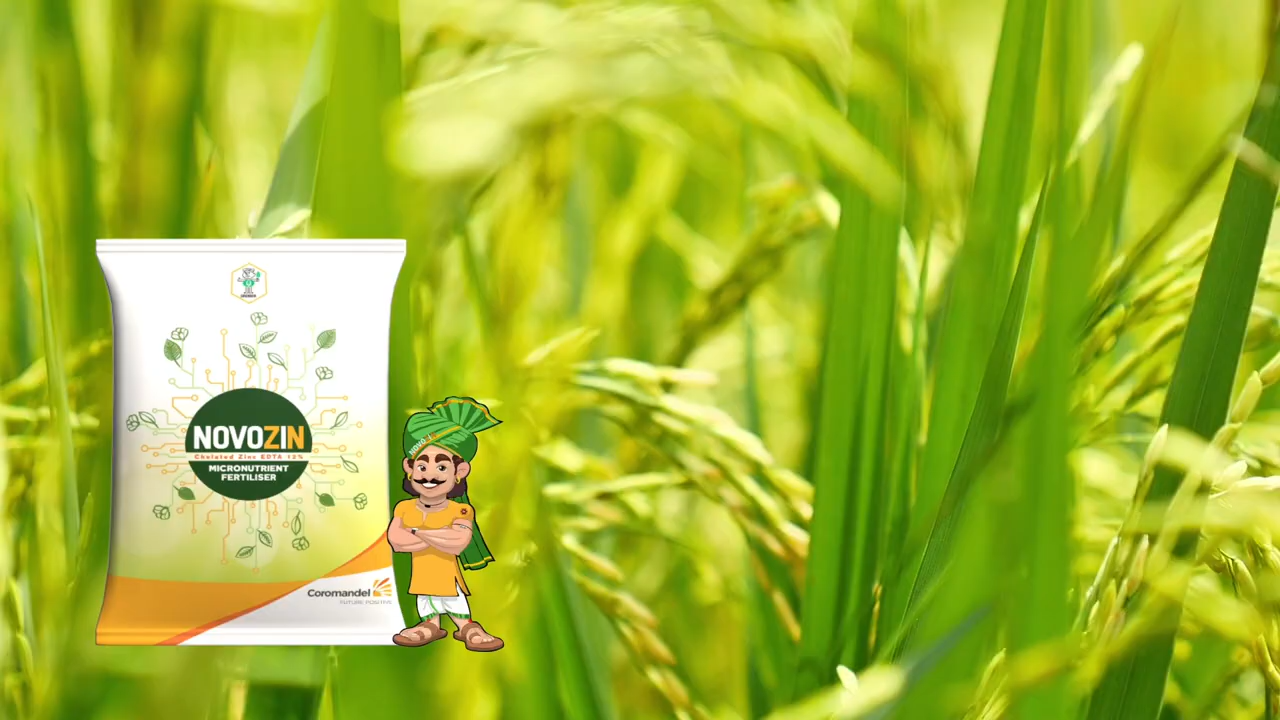 NOVOZIN
Chelated Zinc EDTA 12%
MICRONUTRIENT
FERTILISER
Coromandel
FUTURE POSITIVE